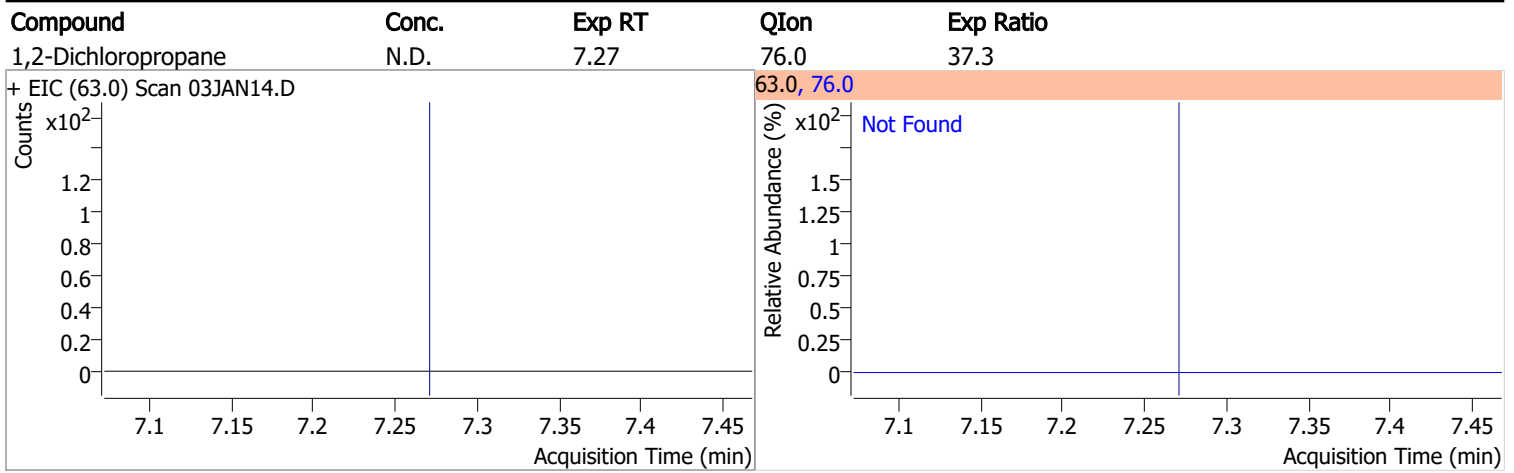 Compound Conc. Exp RT QIon Exp Ratio
1,2-Dichloropropane N.D. 7.27 76.0 37.3
+ EIC (63.0) Scan 03JAN14.D
Counts
x10²
1.2
1
0.8
0.6
0.4
0.2
0
7.1 7.15 7.2 7.25 7.3 7.35 7.4 7.45
Acquisition Time (min)
63.0, 76.0
Relative Abundance (%)
x10²
Not Found
1.5
1.25
1
0.75
0.5
0.25
0
7.1 7.15 7.2 7.25 7.3 7.35 7.4 7.45
Acquisition Time (min)